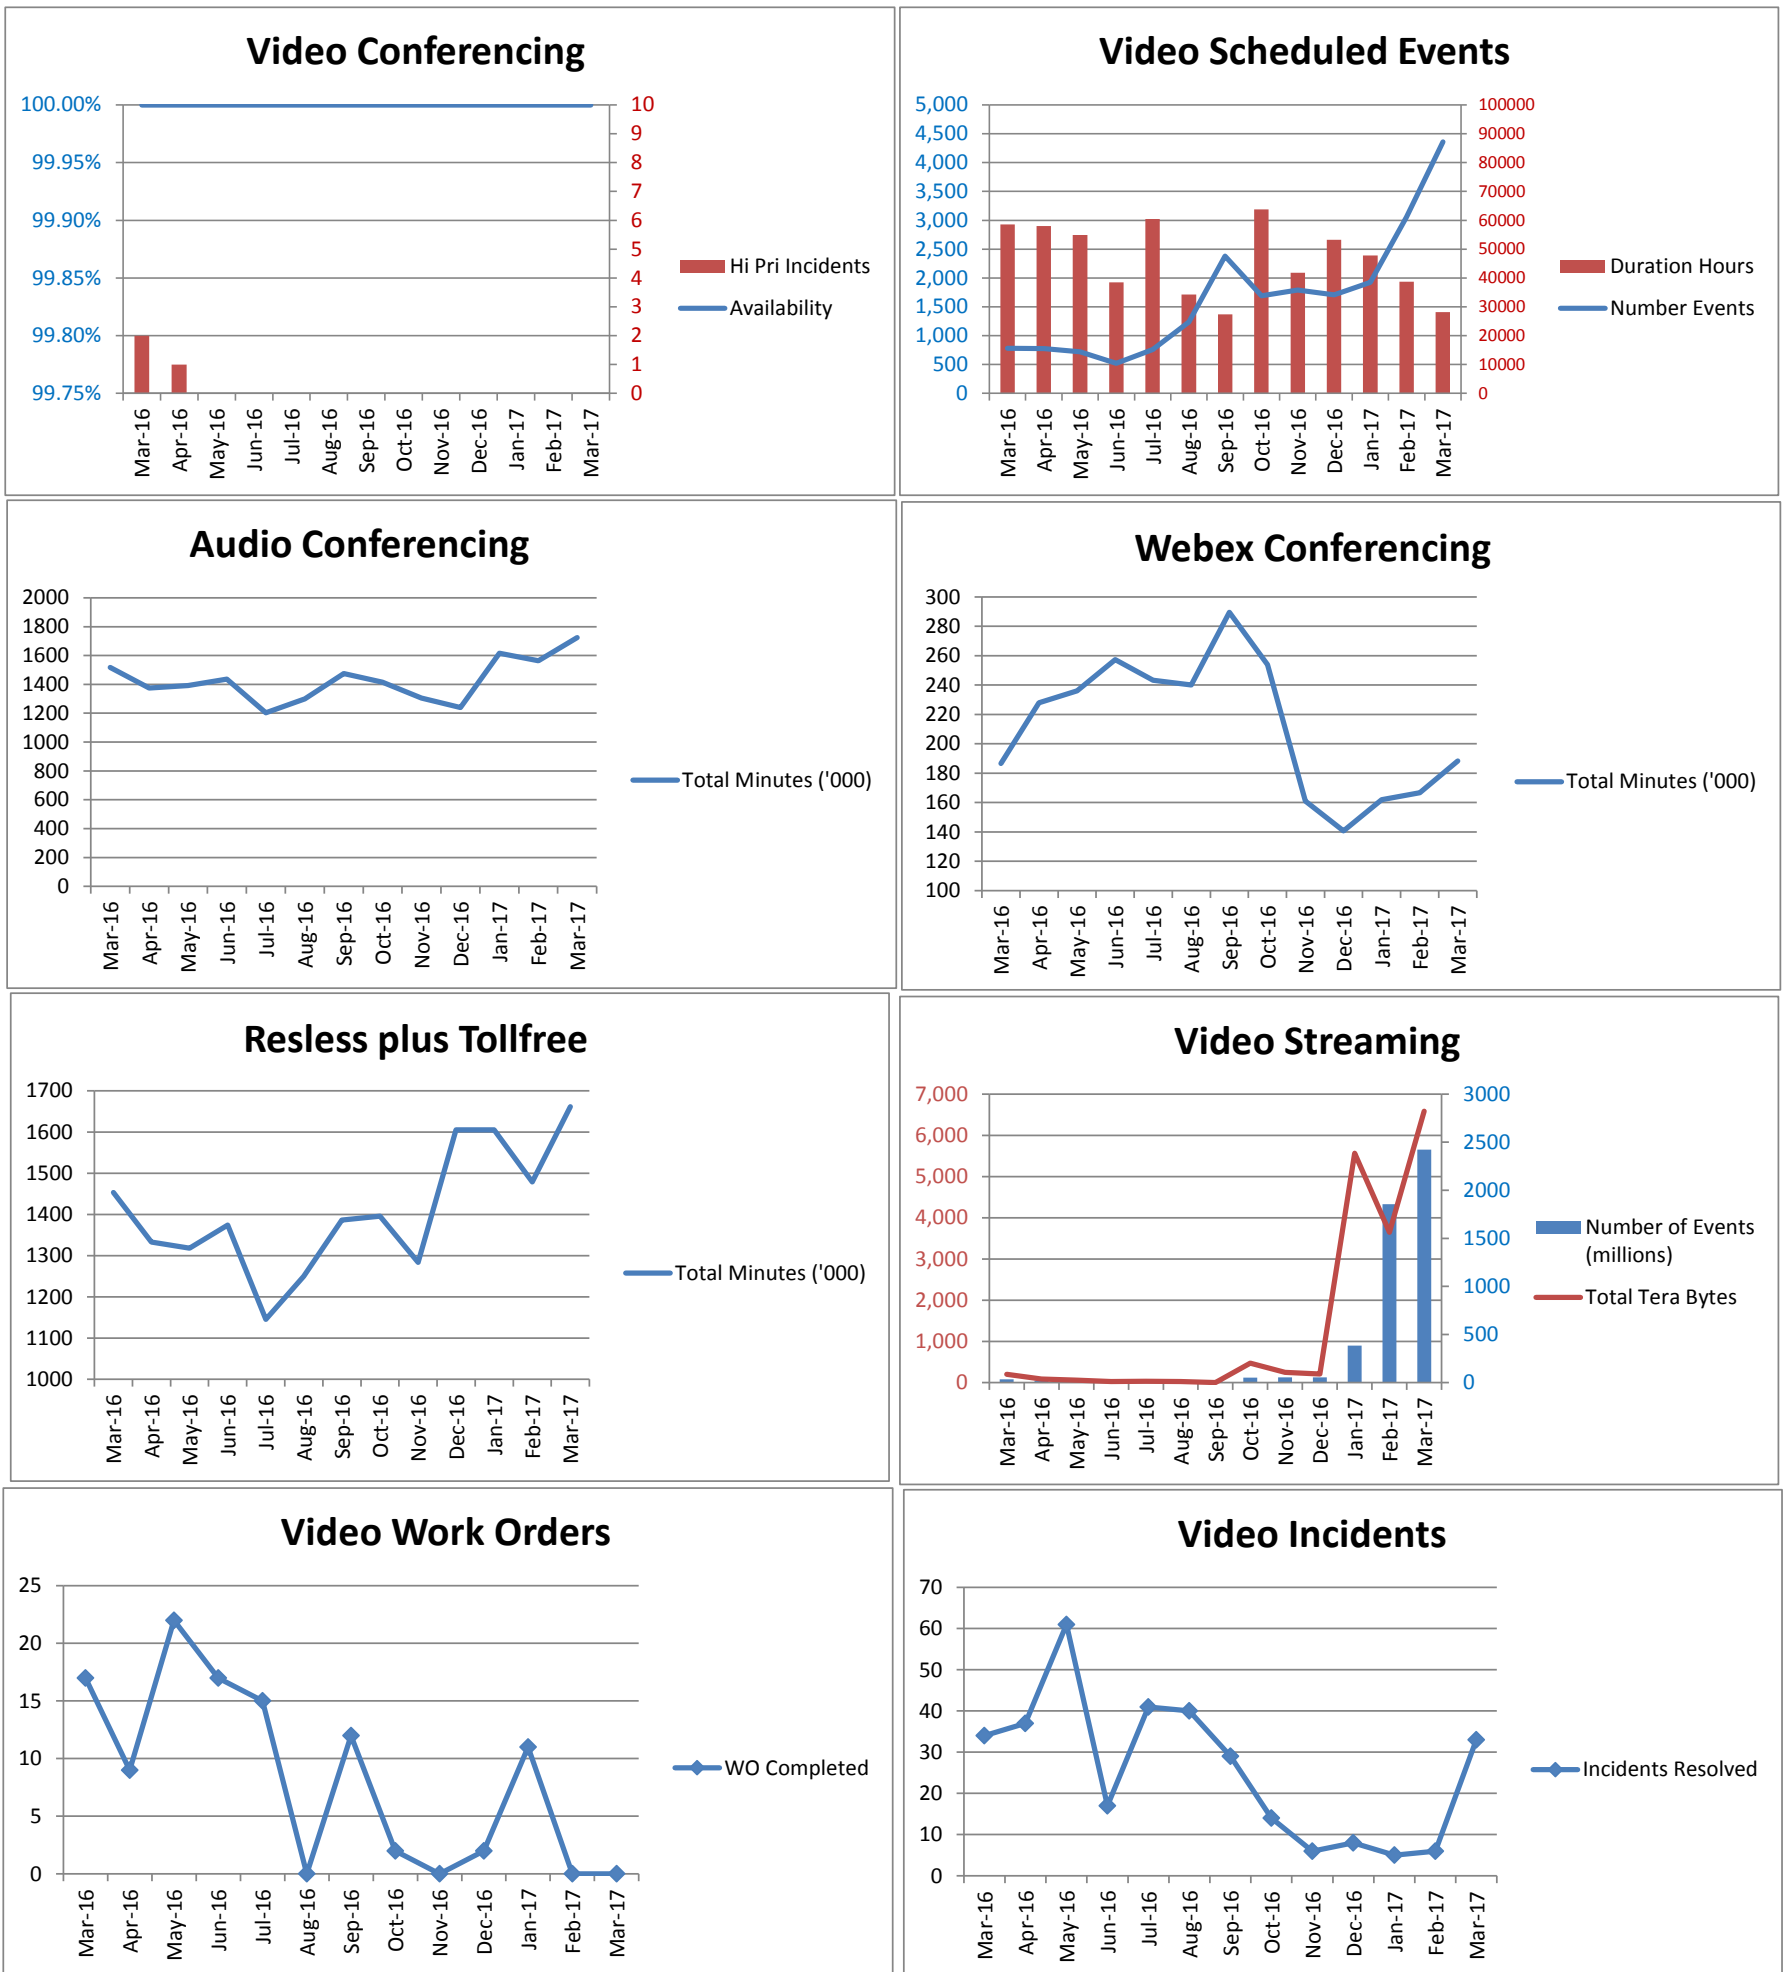 Video Conferencing
100.00%
99.95%
99.90%
99.85%
99.80%
99.75%
10
9
8
7
6
5
4
3
2
1
0
Mar-16
Apr-16
May-16
Jun-16
Jul-16
Aug-16
Sep-16
Oct-16
Nov-16
Dec-16
Jan-17
Feb-17
Mar-17
Hi Pri Incidents
Availability
Video Scheduled Events
5,000
4,500
4,000
3,500
3,000
2,500
2,000
1,500
1,000
500
0
100000
90000
80000
70000
60000
50000
40000
30000
20000
10000
0
Mar-16
Apr-16
May-16
Jun-16
Jul-16
Aug-16
Sep-16
Oct-16
Nov-16
Dec-16
Jan-17
Feb-17
Mar-17
Duration Hours
Number Events
Audio Conferencing
2000
1800
1600
1400
1200
1000
800
600
400
200
0
Mar-16
Apr-16
May-16
Jun-16
Jul-16
Aug-16
Sep-16
Oct-16
Nov-16
Dec-16
Jan-17
Feb-17
Mar-17
Total Minutes ('000)
Webex Conferencing
300
280
260
240
220
200
180
160
140
120
100
Mar-16
Apr-16
May-16
Jun-16
Jul-16
Aug-16
Sep-16
Oct-16
Nov-16
Dec-16
Jan-17
Feb-17
Mar-17
Total Minutes ('000)
Resless plus Tollfree
1700
1600
1500
1400
1300
1200
1100
1000
Mar-16
Apr-16
May-16
Jun-16
Jul-16
Aug-16
Sep-16
Oct-16
Nov-16
Dec-16
Jan-17
Feb-17
Mar-17
Total Minutes ('000)
Video Streaming
7,000
6,000
5,000
4,000
3,000
2,000
1,000
0
3000
2500
2000
1500
1000
500
0
Mar-16
Apr-16
May-16
Jun-16
Jul-16
Aug-16
Sep-16
Oct-16
Nov-16
Dec-16
Jan-17
Feb-17
Mar-17
Number of Events
(millions)
Total Tera Bytes
Video Work Orders
25
20
15
10
5
0
Mar-16
Apr-16
May-16
Jun-16
Jul-16
Aug-16
Sep-16
Oct-16
Nov-16
Dec-16
Jan-17
Feb-17
Mar-17
WO Completed
Video Incidents
70
60
50
40
30
20
10
0
Mar-16
Apr-16
May-16
Jun-16
Jul-16
Aug-16
Sep-16
Oct-16
Nov-16
Dec-16
Jan-17
Feb-17
Mar-17
Incidents Resolved